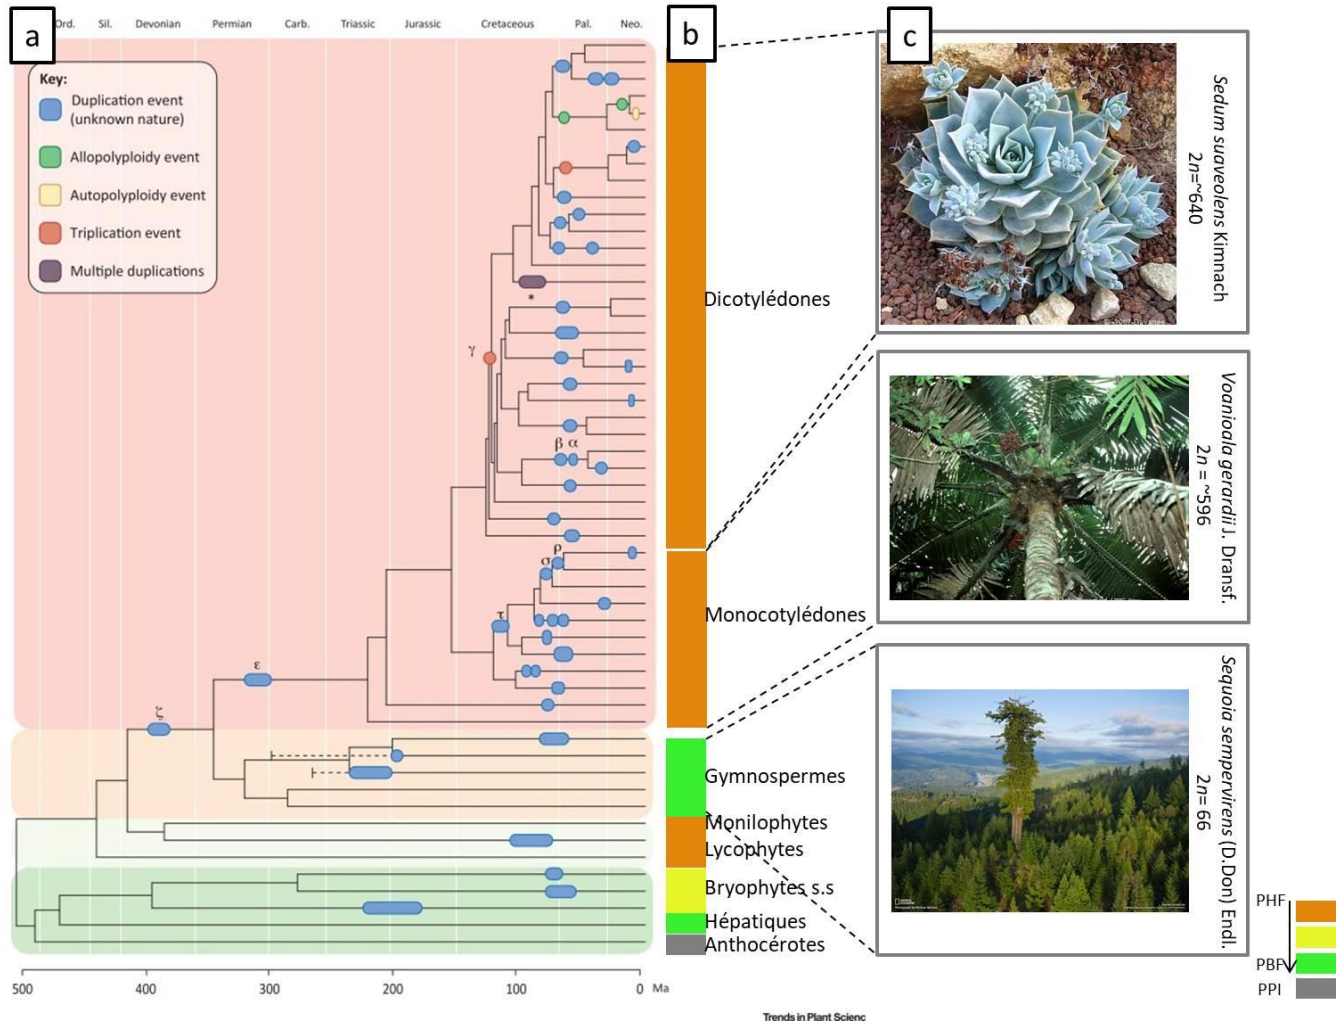 a
b
c
Ord.
Sil.
Devonian
Permian
Carb.
Triassic
Jurassic
Cretaceous
Pal.
Neo.
Key:
Duplication event
(unknown nature)
Allopolyploidy event
Autopolyploidy event
Triplication event
Multiple duplications
*
γ
β α
ρ
σ
τ
ε
ζ
500
400
300
200
100
0
Ma
Dicotylédones
Monocotylédones
Gymnospermes
Monilophytes
Lycophytes
Bryophytes s.s
Hépatiques
Anthocérotes
Sedum suaveolens Kimnach
2n=~640
Voanioala gerardii J. Dransf.
2n = ~596
Sequoia sempervirens (D.Don) Endl.
2n= 66
PHF
PBF
PPI
Trends in Plant Scienc